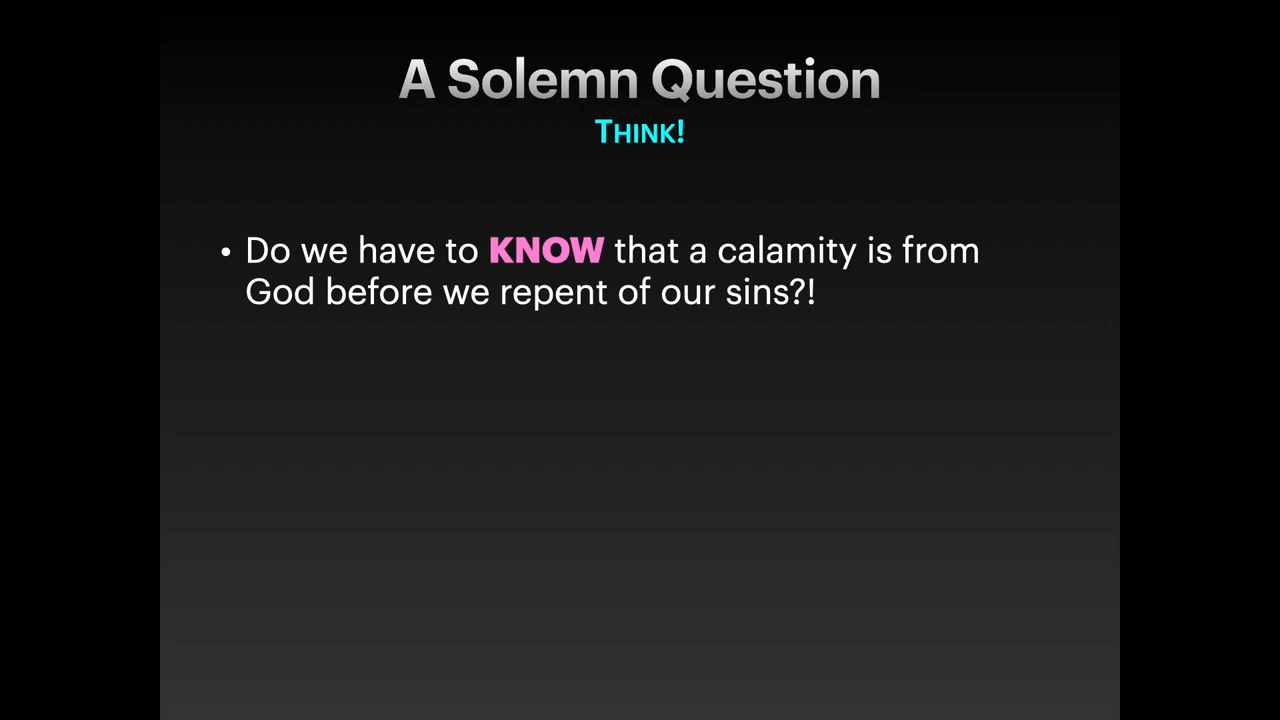 A Solemn Question
THINK!
• Do we have to KNOW that a calamity is from
God before we repent of our sins?!